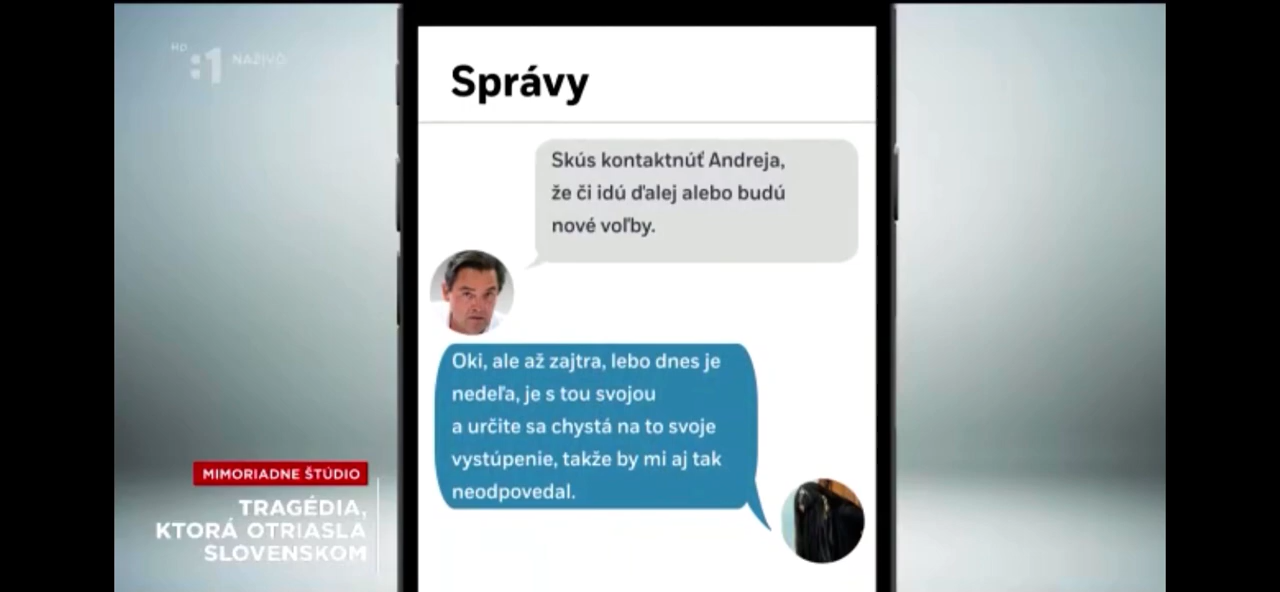 HD
:1 NAŽIVO
Správy
Skús kontaktnúť Andreja,
že či idú ďalej alebo budú
nové voľby.
Oki, ale až zajtra, lebo dnes je
nedeľa, je s tou svojou
a určite sa chystá na to svoje
vystúpenie, takže by mi aj tak
neodpovedal.
MIMORIADNE ŠTÚDIO
TRAGÉDIA,
KTORÁ OTRIASLA
SLOVENSKOM